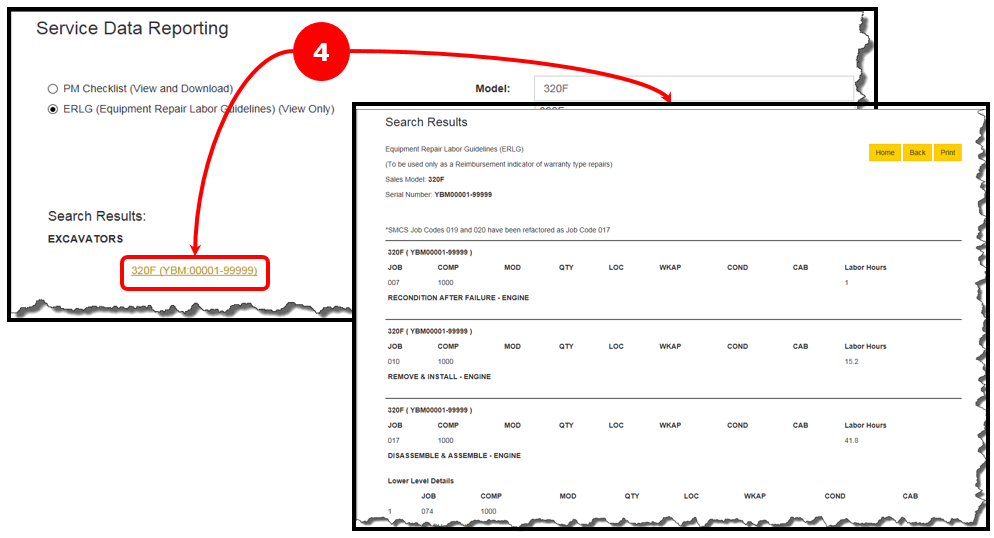 Service Data Reporting
4
PM Checklist (View and Download)
Model: 320F
ERLG (Equipment Repair Labor Guidelines) (View Only)
Search Results:
EXCAVATORS
320F (YBM:00001-99999)
Search Results
Equipment Repair Labor Guidelines (ERLG)
Home Back Print
(To be used only as a Reimbursement indicator of warranty type repairs)
Sales Model: 320F
Serial Number: YBM00001-99999
*SMCS Job Codes 019 and 020 have been refactored as Job Code 017
320F ( YBM00001-99999 )
JOB COMP MOD QTY LOC WKAP COND CAB Labor Hours
007 1000 1
RECONDITION AFTER FAILURE - ENGINE
320F ( YBM00001-99999 )
JOB COMP MOD QTY LOC WKAP COND CAB Labor Hours
010 1000 15.2
REMOVE & INSTALL - ENGINE
320F ( YBM00001-99999 )
JOB COMP MOD QTY LOC WKAP COND CAB Labor Hours
017 1000 41.8
DISASSEMBLE & ASSEMBLE - ENGINE
Lower Level Details
JOB COMP MOD QTY LOC WKAP COND CAB
1 074 1000